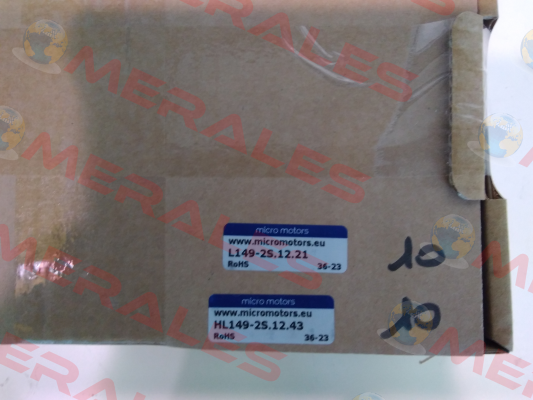 MERALES
MERALES
MERALES
micro motors
www.micromotors.eu
L149-2S.12.21
RoHS 36-23
10
micro motors
www.micromotors.eu
HL149-2S.12.43
RoHS 36-23
10